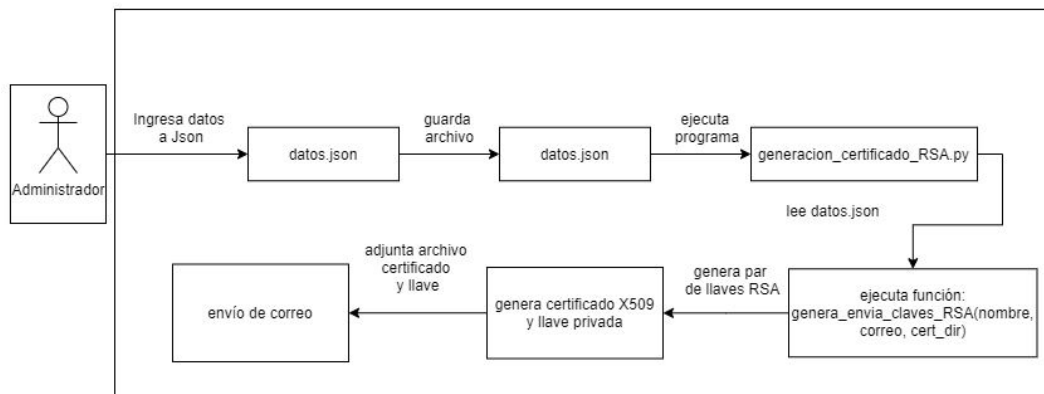 Administrador
Ingresa datos
a Json
datos.json
guarda
archivo
datos.json
ejecuta
programa
generacion_certificado_RSA.py
lee datos.json
ejecuta función:
genera_envia_claves_RSA(nombre,
correo, cert_dir)
genera par
de llaves RSA
genera certificado X509
y llave privada
adjunta archivo
certificado
y llave
envío de correo